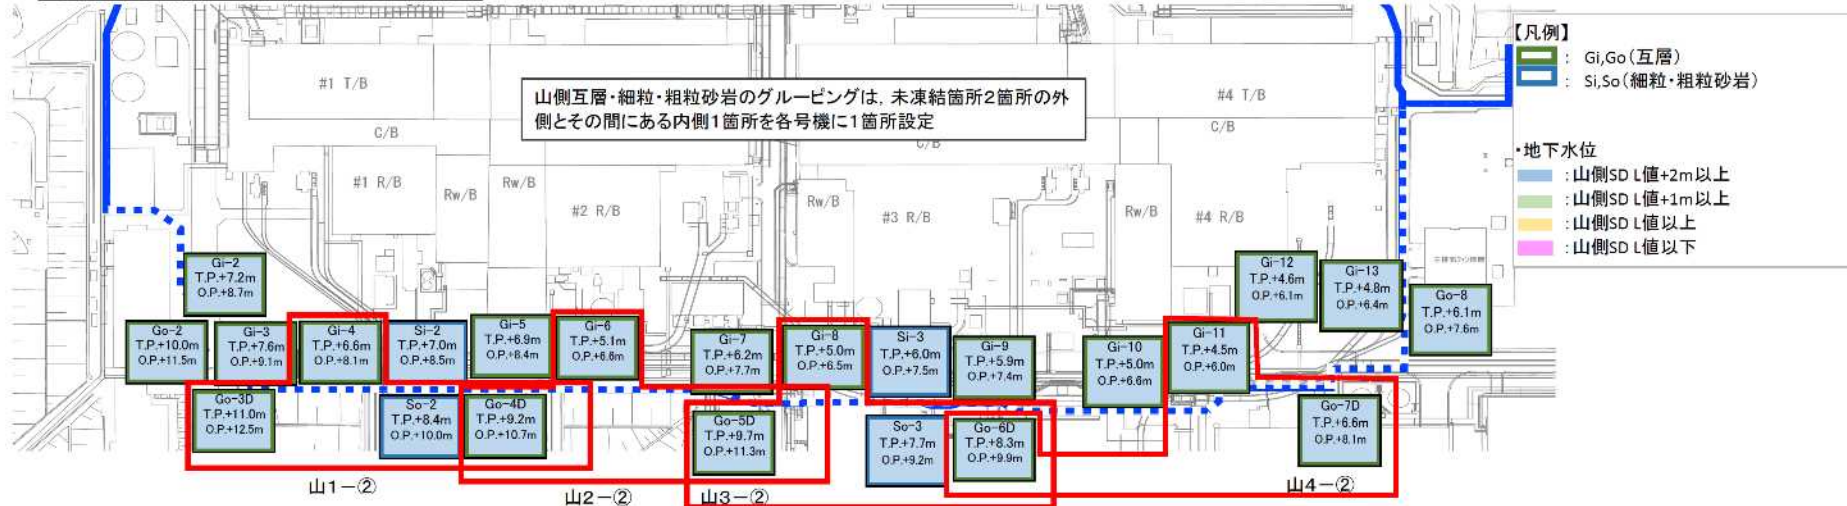 #1 T/B
山側互層・細粒・粗粒砂岩のグルーピングは，未凍結箇所2箇所の外
側とその間にある内側1箇所を各号機に1箇所設定
#4 T/B
C/B
C/B
C/B
#1 R/B
Rw/B
Rw/B
#2 R/B
Rw/B
#3 R/B
Rw/B
#4 R/B
【凡例】
： Gi,Go(互層)
： Si,So(細粒・粗粒砂岩)
・地下水位
：山側SD L値+2m以上
：山側SD L値+1m以上
：山側SD L値以上
：山側SD L値以下
Gi-2
T.P.+7.2m
O.P.+8.7m
Go-2
T.P.+10.0m
O.P.+11.5m
Gi-3
T.P.+7.6m
O.P.+9.1m
Gi-4
T.P.+6.6m
O.P.+8.1m
Si-2
T.P.+7.0m
O.P.+8.5m
Gi-5
T.P.+6.9m
O.P.+8.4m
Gi-6
T.P.+5.1m
O.P.+6.6m
Gi-7
T.P.+6.2m
O.P.+7.7m
Gi-8
T.P.+5.0m
O.P.+6.5m
Si-3
T.P.+6.0m
O.P.+7.5m
Gi-9
T.P.+5.9m
O.P.+7.4m
Gi-10
T.P.+5.0m
O.P.+6.6m
Gi-11
T.P.+4.5m
O.P.+6.0m
Gi-12
T.P.+4.6m
O.P.+6.1m
Gi-13
T.P.+4.8m
O.P.+6.4m
Go-8
T.P.+6.1m
O.P.+7.6m
Go-3D
T.P.+11.0m
O.P.+12.5m
So-2
T.P.+8.4m
O.P.+10.0m
Go-4D
T.P.+9.2m
O.P.+10.7m
Go-5D
T.P.+9.7m
O.P.+11.3m
So-3
T.P.+7.7m
O.P.+9.2m
Go-6D
T.P.+8.3m
O.P.+9.9m
Go-7D
T.P.+6.6m
O.P.+8.1m
山1－②
山2－②
山3－②
山4－②